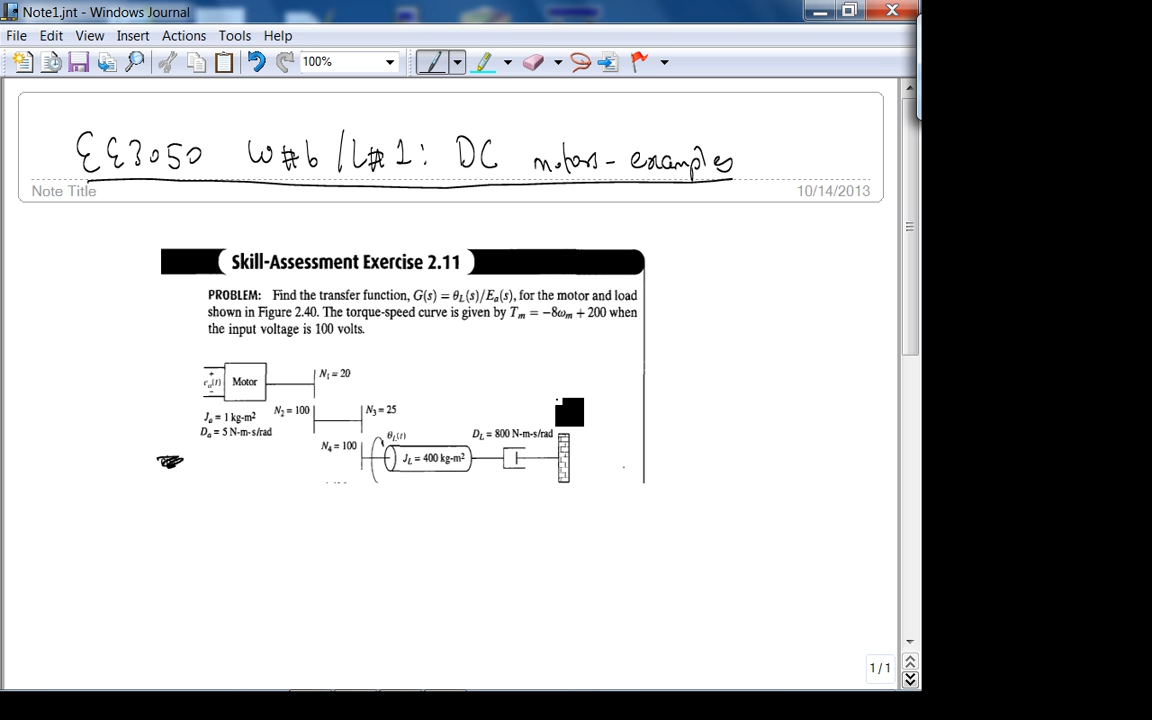 Note1.jnt - Windows Journal
File Edit View Insert Actions Tools Help
100%
EE3050 W#6/L#1: DC motors - examples
Note Title 10/14/2013
Skill-Assessment Exercise 2.11
PROBLEM: Find the transfer function, G(s) = θL(s)/Ea(s), for the motor and load
shown in Figure 2.40. The torque-speed curve is given by Tm = −8ωm + 200 when
the input voltage is 100 volts.
+
ea(t) Motor
−
N1 = 20
N2 = 100 N3 = 25
Ja = 1 kg-m²
Da = 5 N-m-s/rad
N4 = 100 θL(t) DL = 800 N-m-s/rad
JL = 400 kg-m²
1/1